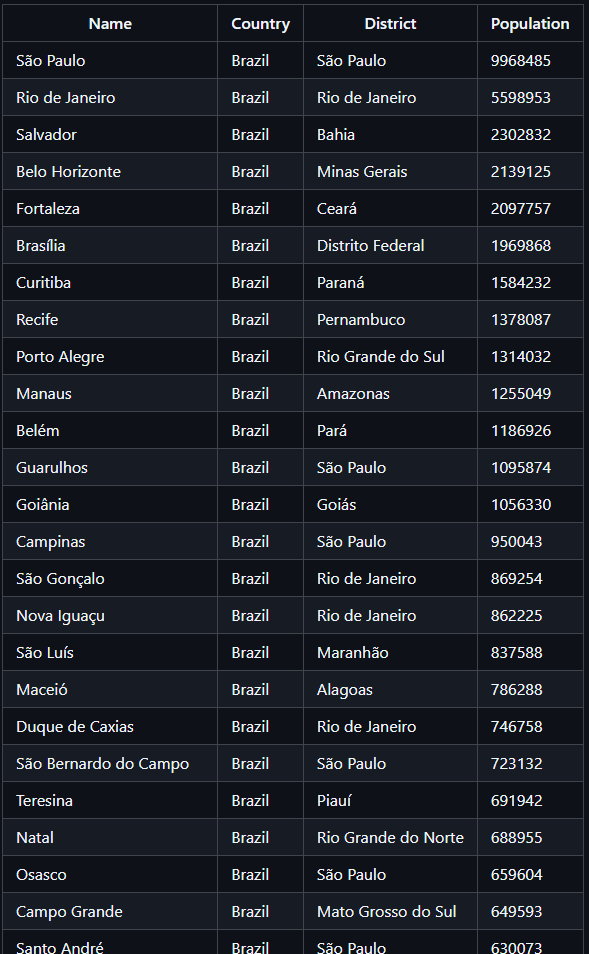 Name Country District Population
São Paulo Brazil São Paulo 9968485
Rio de Janeiro Brazil Rio de Janeiro 5598953
Salvador Brazil Bahia 2302832
Belo Horizonte Brazil Minas Gerais 2139125
Fortaleza Brazil Ceará 2097757
Brasília Brazil Distrito Federal 1969868
Curitiba Brazil Paraná 1584232
Recife Brazil Pernambuco 1378087
Porto Alegre Brazil Rio Grande do Sul 1314032
Manaus Brazil Amazonas 1255049
Belém Brazil Pará 1186926
Guarulhos Brazil São Paulo 1095874
Goiânia Brazil Goiás 1056330
Campinas Brazil São Paulo 950043
São Gonçalo Brazil Rio de Janeiro 869254
Nova Iguaçu Brazil Rio de Janeiro 862225
São Luís Brazil Maranhão 837588
Maceió Brazil Alagoas 786288
Duque de Caxias Brazil Rio de Janeiro 746758
São Bernardo do Campo Brazil São Paulo 723132
Teresina Brazil Piauí 691942
Natal Brazil Rio Grande do Norte 688955
Osasco Brazil São Paulo 659604
Campo Grande Brazil Mato Grosso do Sul 649593
Santo André Brazil São Paulo 630073